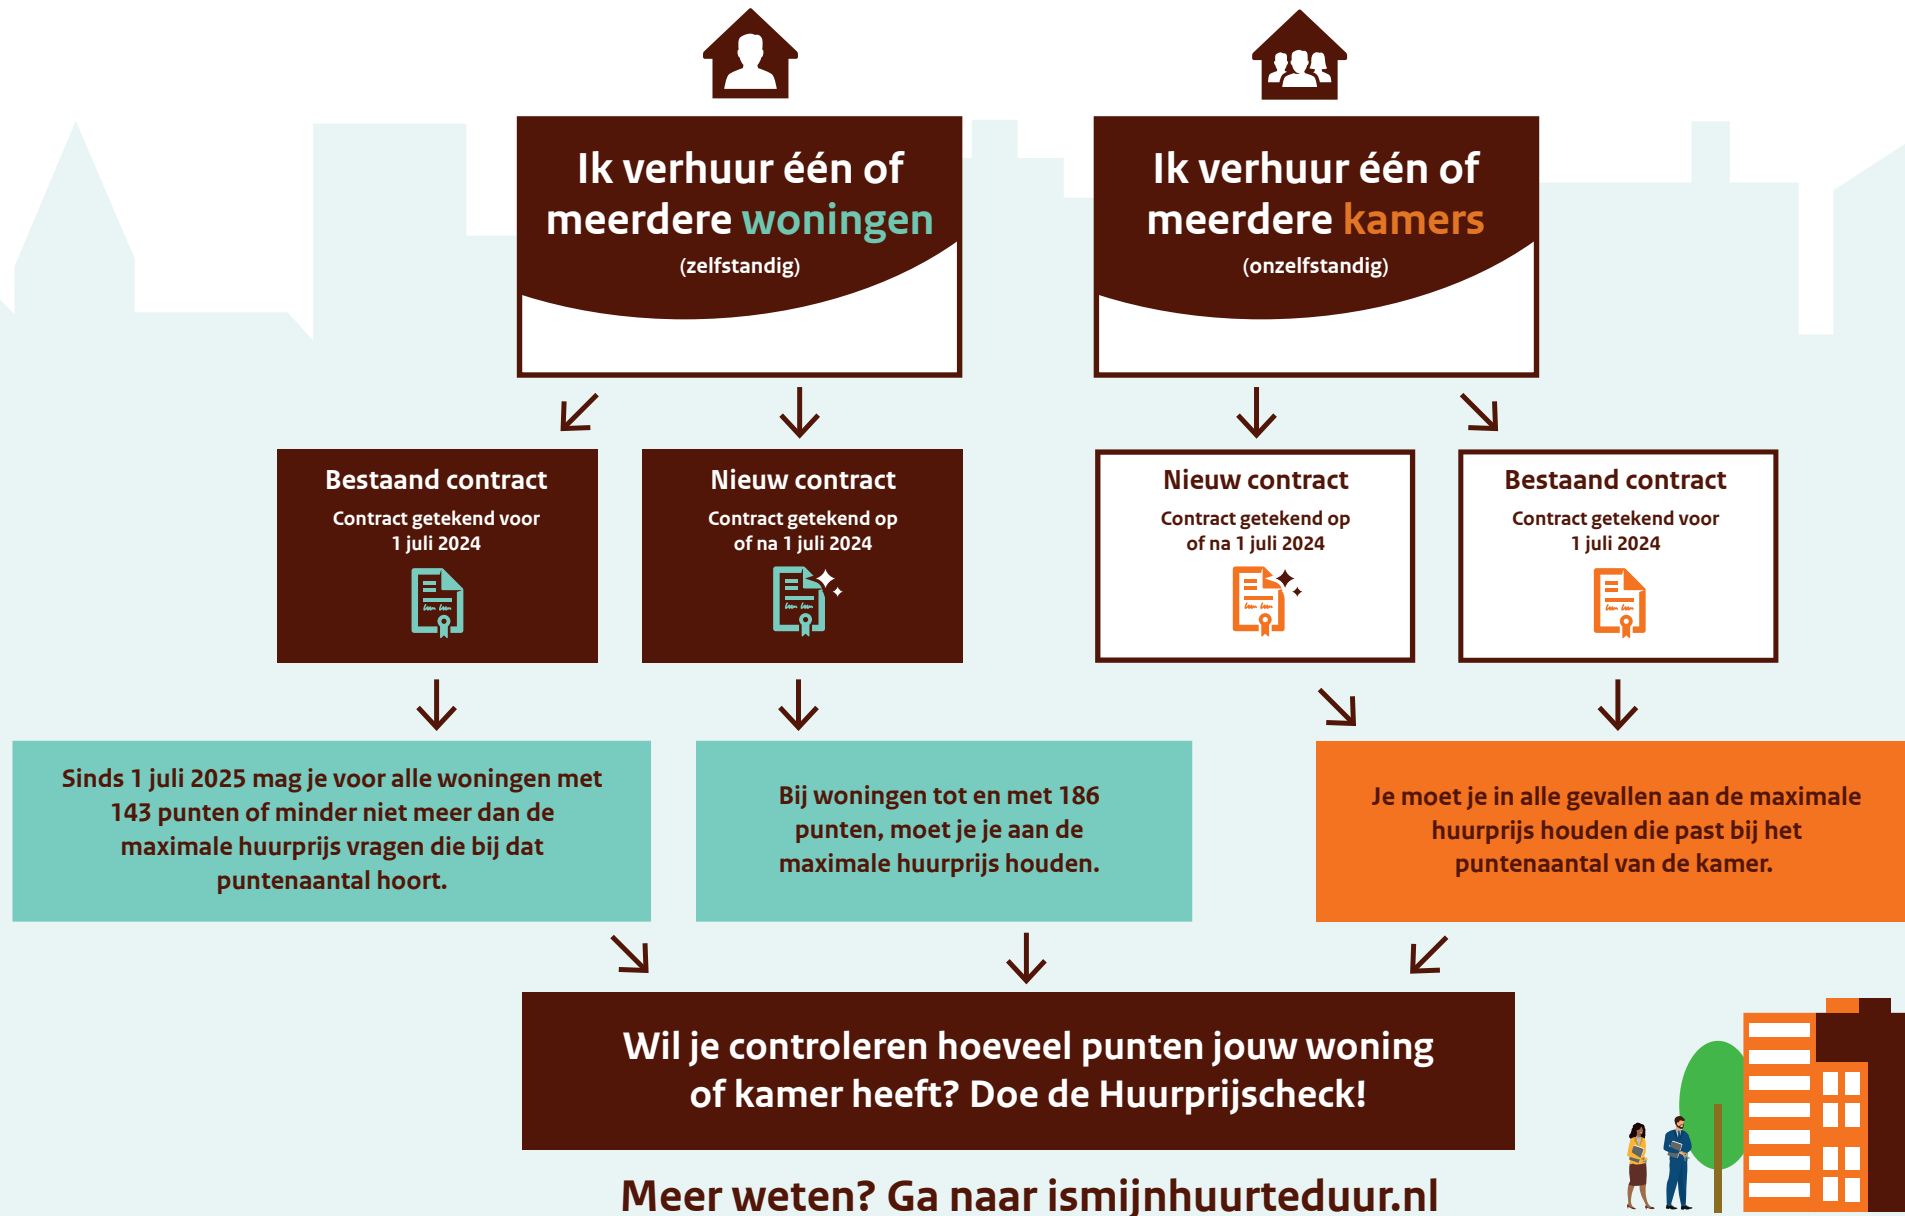 Ik verhuur één of
meerdere woningen
(zelfstandig)
Ik verhuur één of
meerdere kamers
(onzelfstandig)
Bestaand contract
Contract getekend voor
1 juli 2024
Nieuw contract
Contract getekend op
of na 1 juli 2024
Nieuw contract
Contract getekend op
of na 1 juli 2024
Bestaand contract
Contract getekend voor
1 juli 2024
Sinds 1 juli 2025 mag je voor alle woningen met
143 punten of minder niet meer dan de
maximale huurprijs vragen die bij dat
puntenaantal hoort.
Bij woningen tot en met 186
punten, moet je je aan de
maximale huurprijs houden.
Je moet je in alle gevallen aan de maximale
huurprijs houden die past bij het
puntenaantal van de kamer.
Wil je controleren hoeveel punten jouw woning
of kamer heeft? Doe de Huurprijscheck!
Meer weten? Ga naar ismijnhuurteduur.nl